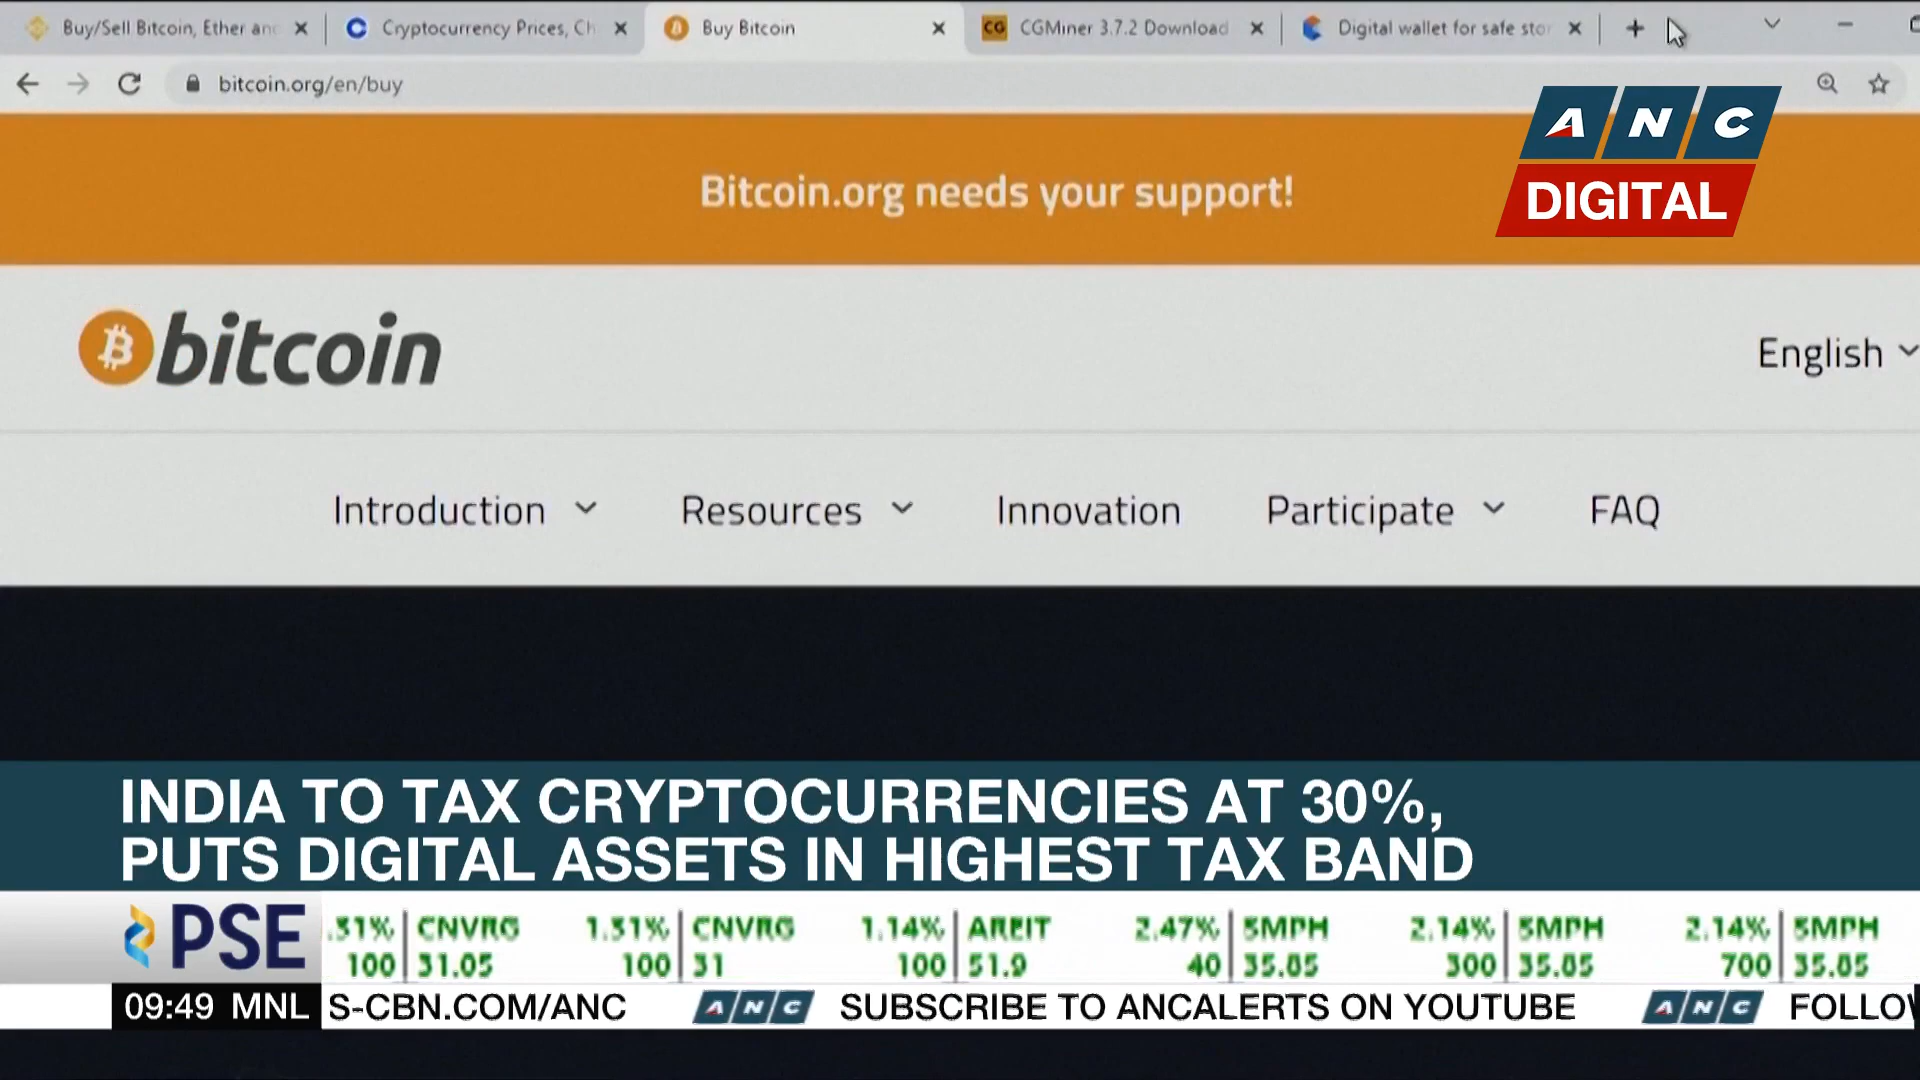 Buy/Sell Bitcoin, Ether an
Cryptocurrency Prices, Ch
Buy Bitcoin
CG CGMiner 3.7.2 Download
Digital wallet for safe stor
bitcoin.org/en/buy
ANC
DIGITAL
Bitcoin.org needs your support!
bitcoin
English
Introduction Resources Innovation Participate FAQ
INDIA TO TAX CRYPTOCURRENCIES AT 30%,
PUTS DIGITAL ASSETS IN HIGHEST TAX BAND
PSE
.31% CNVRG 1.31% CNVRG 1.14% AREIT 2.47% SMPH 2.14% SMPH 2.14% SMPH
100 31.05 100 31 100 51.9 40 35.85 300 35.85 700 35.85
09:49 MNL S-CBN.COM/ANC ANC SUBSCRIBE TO ANCALERTS ON YOUTUBE ANC FOLLOW